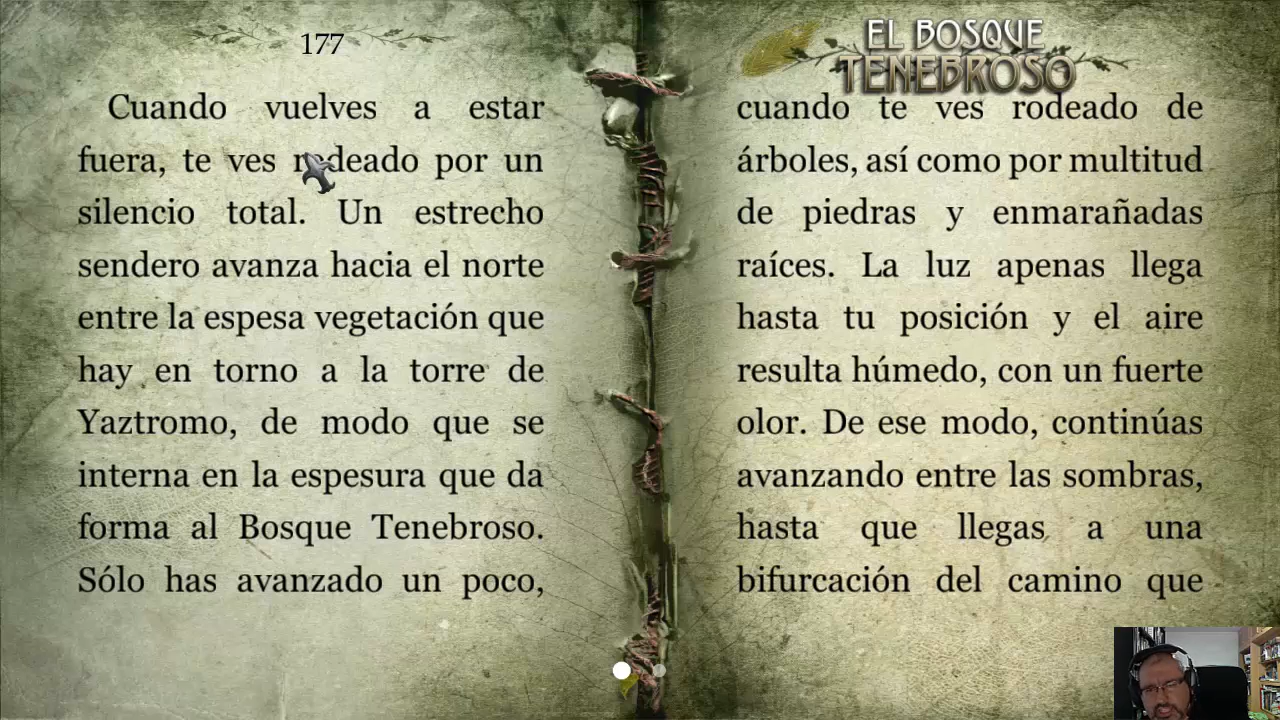 177
Cuando vuelves a estar
fuera, te ves rodeado por un
silencio total. Un estrecho
sendero avanza hacia el norte
entre la espesa vegetación que
hay en torno a la torre de
Yaztromo, de modo que se
interna en la espesura que da
forma al Bosque Tenebroso.
Sólo has avanzado un poco,
EL BOSQUE
TENEBROSO
cuando te ves rodeado de
árboles, así como por multitud
de piedras y enmarañadas
raíces. La luz apenas llega
hasta tu posición y el aire
resulta húmedo, con un fuerte
olor. De ese modo, continúas
avanzando entre las sombras,
hasta que llegas a una
bifurcación del camino que